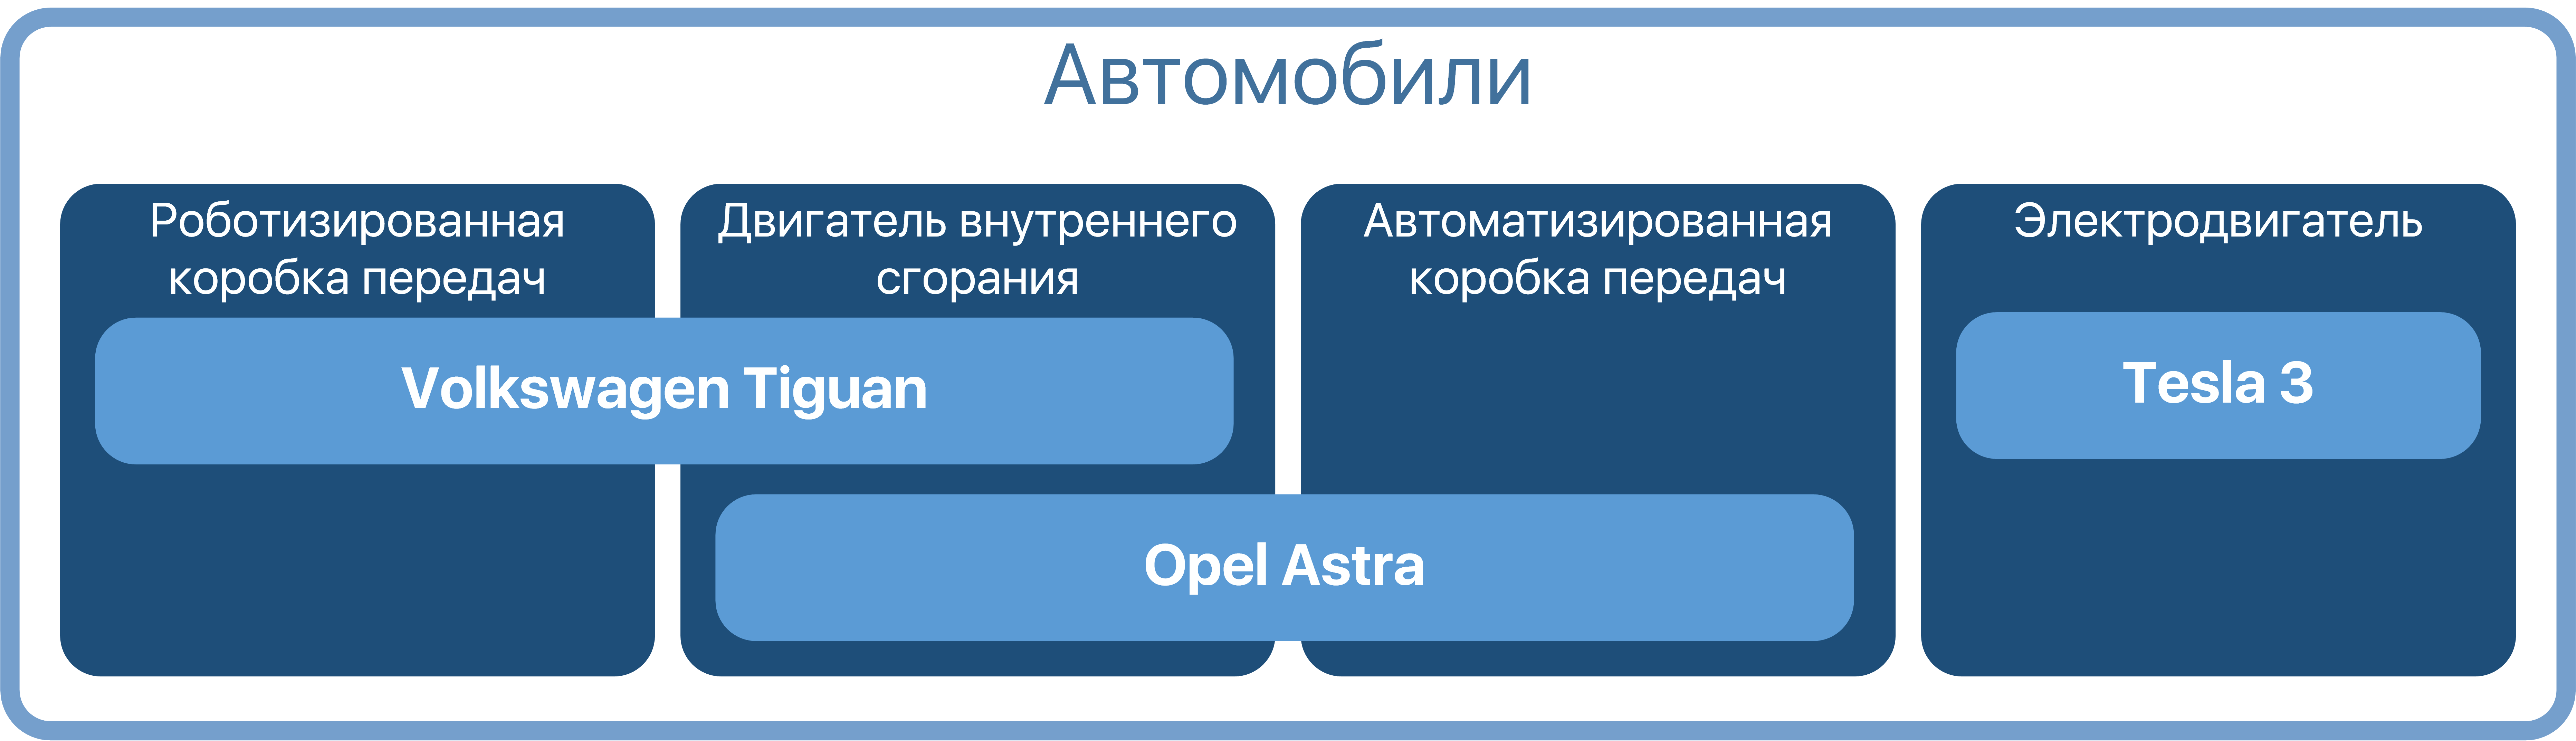 Автомобили
Роботизированная
коробка передач
Двигатель внутреннего
сгорания
Автоматизированная
коробка передач
Электродвигатель
Volkswagen Tiguan
Tesla 3
Opel Astra